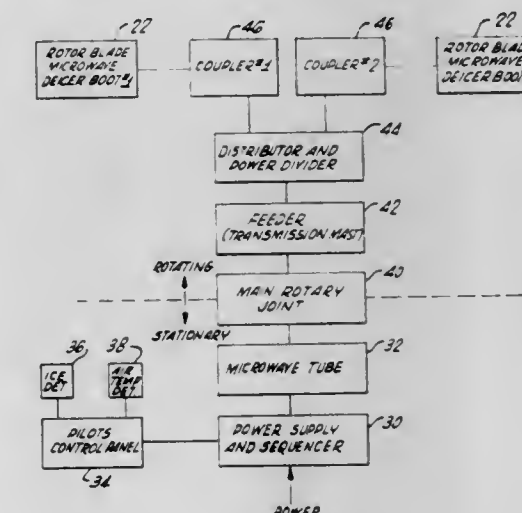 22
46
46
22
ROTOR BLADE
MICROWAVE
DEICER BOOT #1
COUPLER #1
COUPLER #2
ROTOR BLAD
MICROWAVE
DEICER BOO
44
DISTRIBUTOR AND
POWER DIVIDER
42
FEEDER
(TRANSMISSION MAST)
ROTATING
40
MAIN ROTARY
JOINT
STATIONARY
36
38
32
ICE
DET.
AIR
TEMP
DET.
MICROWAVE TUBE
30
PILOTS
CONTROL PANEL
POWER SUPPLY
AND SEQUENCER
34
POWER